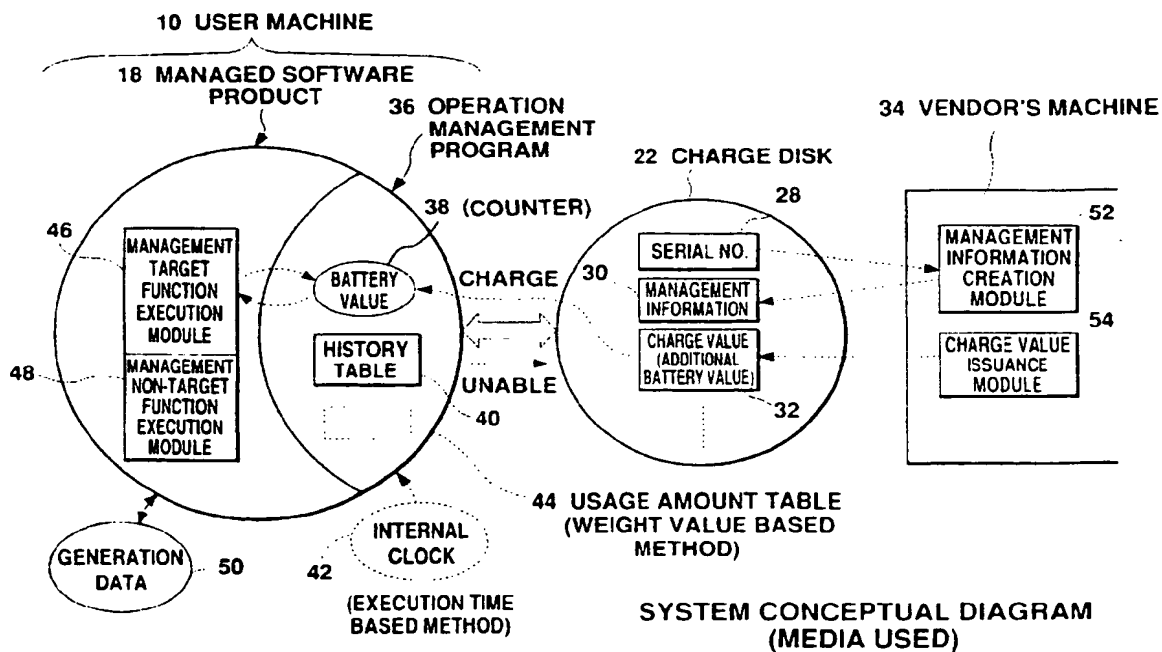 10 USER MACHINE
18 MANAGED SOFTWARE
PRODUCT
36 OPERATION
MANAGEMENT
PROGRAM
34 VENDOR'S MACHINE
22 CHARGE DISK
38 (COUNTER)
28
52
46
MANAGEMENT
TARGET
FUNCTION
EXECUTION
MODULE
BATTERY
VALUE
CHARGE
SERIAL NO.
30
MANAGEMENT
INFORMATION
MANAGEMENT
INFORMATION
CREATION
MODULE
54
HISTORY
TABLE
CHARGE VALUE
(ADDITIONAL
BATTERY VALUE)
CHARGE VALUE
ISSUANCE
MODULE
48
MANAGEMENT
NON-TARGET
FUNCTION
EXECUTION
MODULE
UNABLE
40
32
44 USAGE AMOUNT TABLE
(WEIGHT VALUE BASED
METHOD)
GENERATION
DATA
50
42
INTERNAL
CLOCK
(EXECUTION TIME
BASED METHOD)
SYSTEM CONCEPTUAL DIAGRAM
(MEDIA USED)